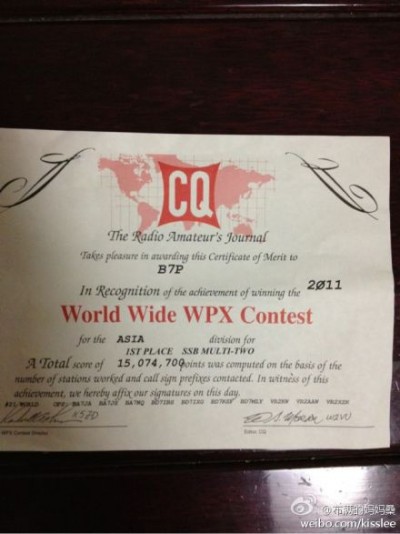 CQ
The Radio Amateur's Journal
Takes pleasure in awarding this Certificate of Merit to
B7P
In Recognition of the achievement of winning the 2011
World Wide WPX Contest
for the ASIA division for
1ST PLACE SSB MULTI-TWO
A Total score of 15,074,700 points was computed on the basis of the
number of stations worked and call sign prefixes contacted. In witness of this
achievement, we hereby affix our signatures on this day.
K5ZD
WPX Contest Director
Editor, CQ
weibo.com/kisslee